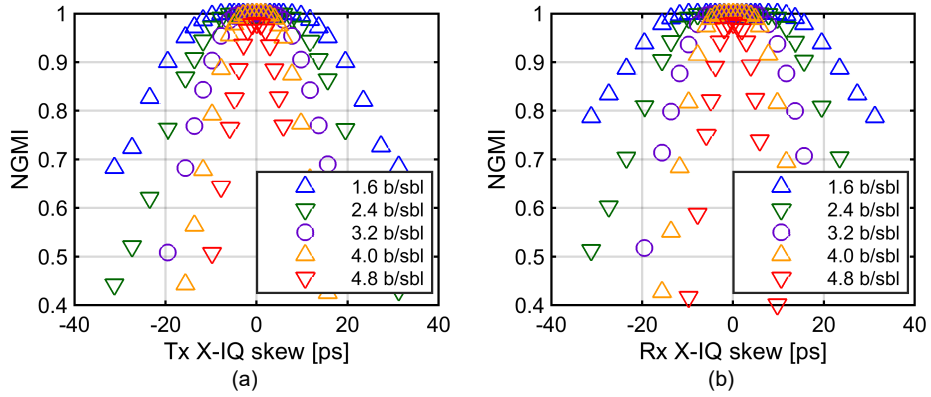 1
0.9
0.8
0.7
0.6
0.5
0.4
NGMI
1.6 b/sbl
2.4 b/sbl
3.2 b/sbl
4.0 b/sbl
4.8 b/sbl
-40 -20 0 20 40
Tx X-IQ skew [ps]
(a)
1
0.9
0.8
0.7
0.6
0.5
0.4
NGMI
1.6 b/sbl
2.4 b/sbl
3.2 b/sbl
4.0 b/sbl
4.8 b/sbl
-40 -20 0 20 40
Rx X-IQ skew [ps]
(b)